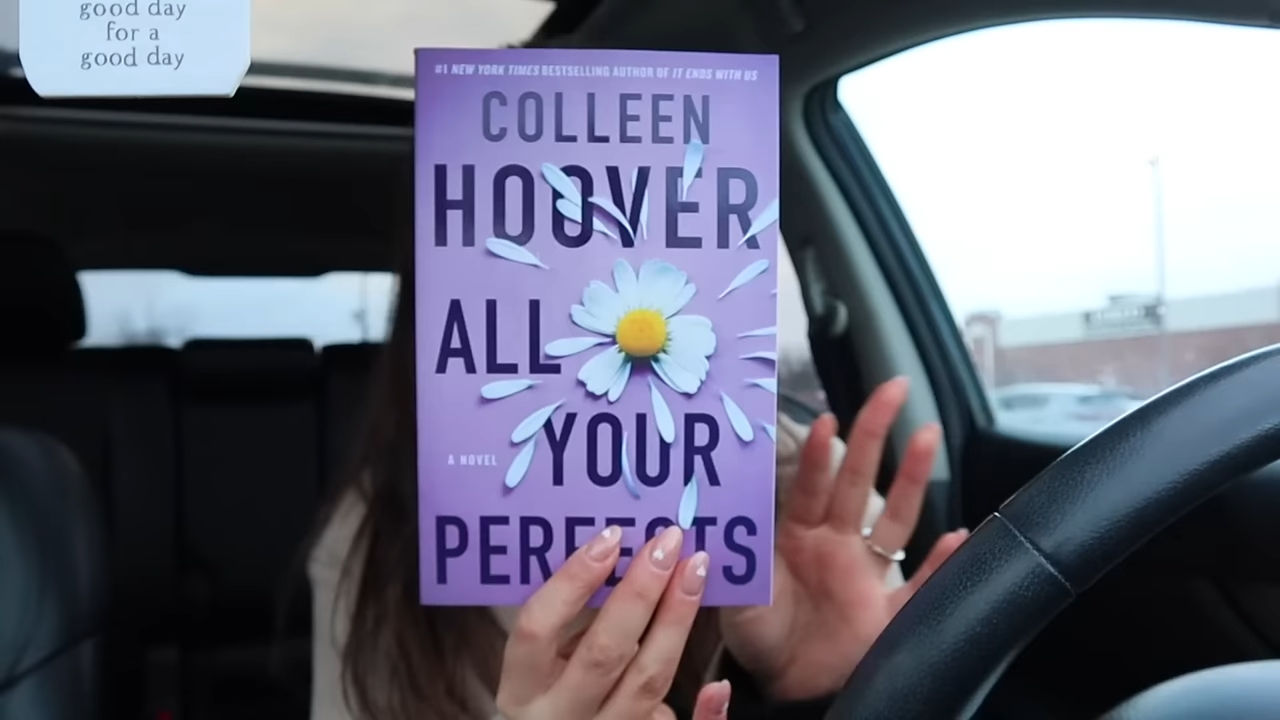 good day
for a
good day
#1 NEW YORK TIMES BESTSELLING AUTHOR OF IT ENDS WITH US
COLLEEN
HOOVER
ALL
YOUR
A NOVEL
PERFECTS